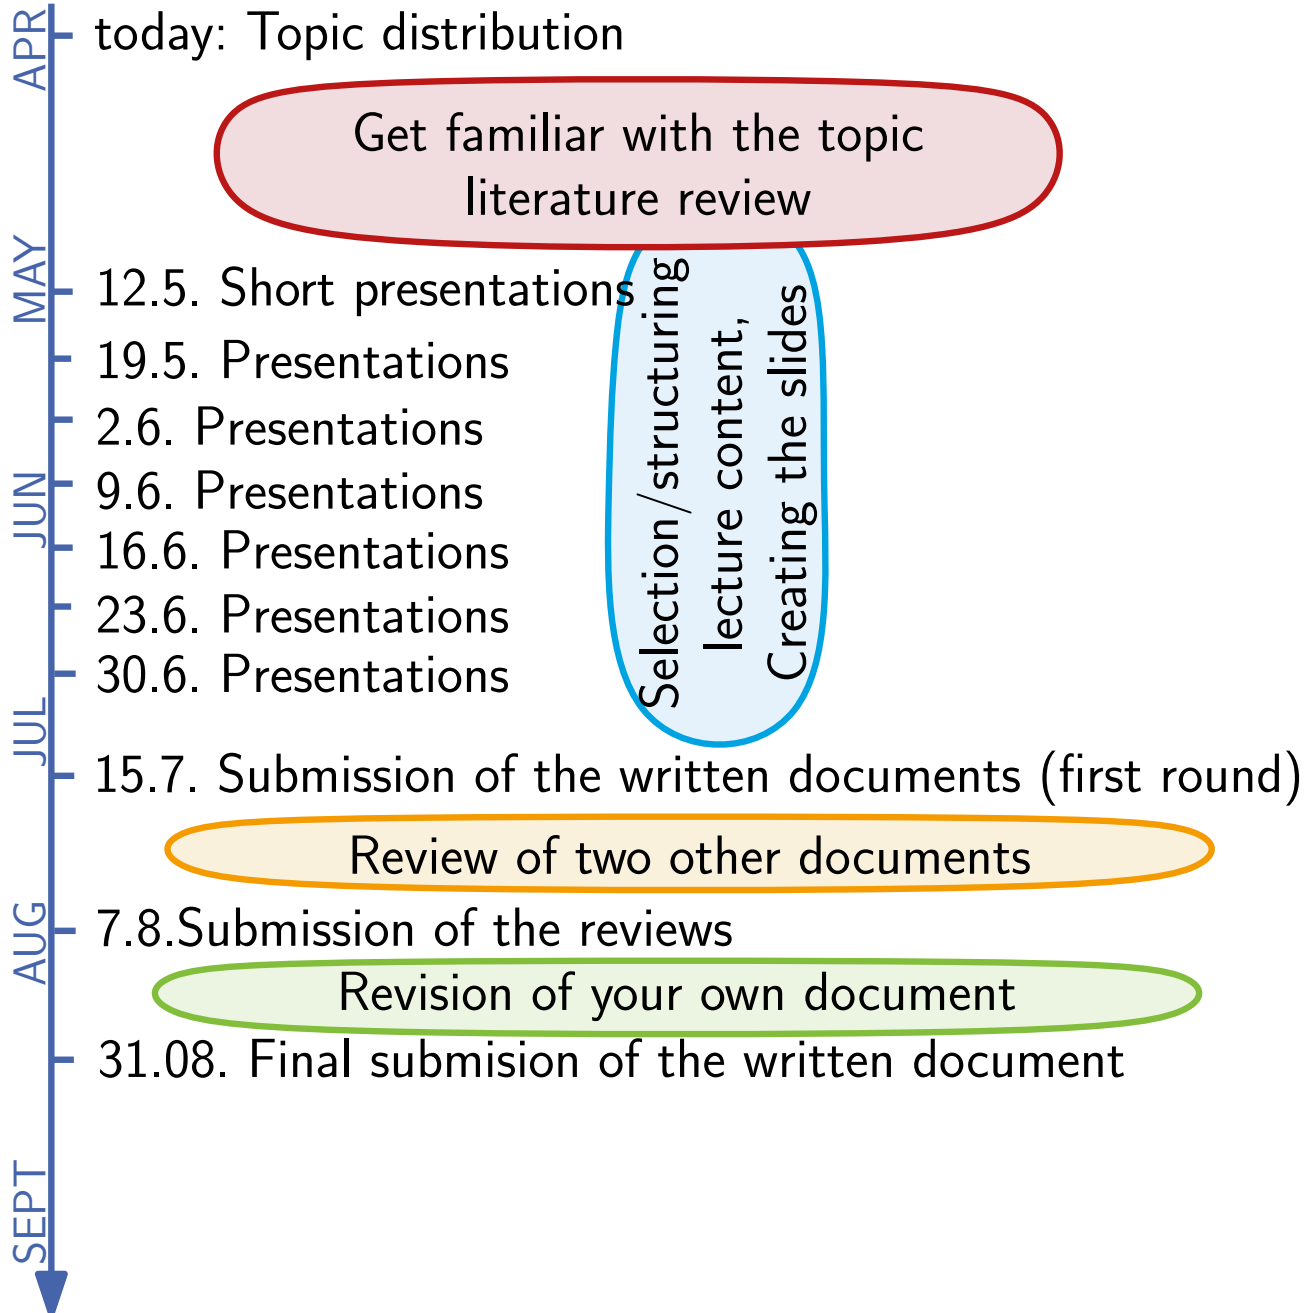 APR
today: Topic distribution
Get familiar with the topic
literature review
MAY
12.5. Short presentations
19.5. Presentations
2.6. Presentations
JUN
9.6. Presentations
16.6. Presentations
23.6. Presentations
30.6. Presentations
Selection/structuring
lecture content,
Creating the slides
JUL
15.7. Submission of the written documents (first round)
Review of two other documents
AUG
7.8.Submission of the reviews
Revision of your own document
31.08. Final submision of the written document
SEPT